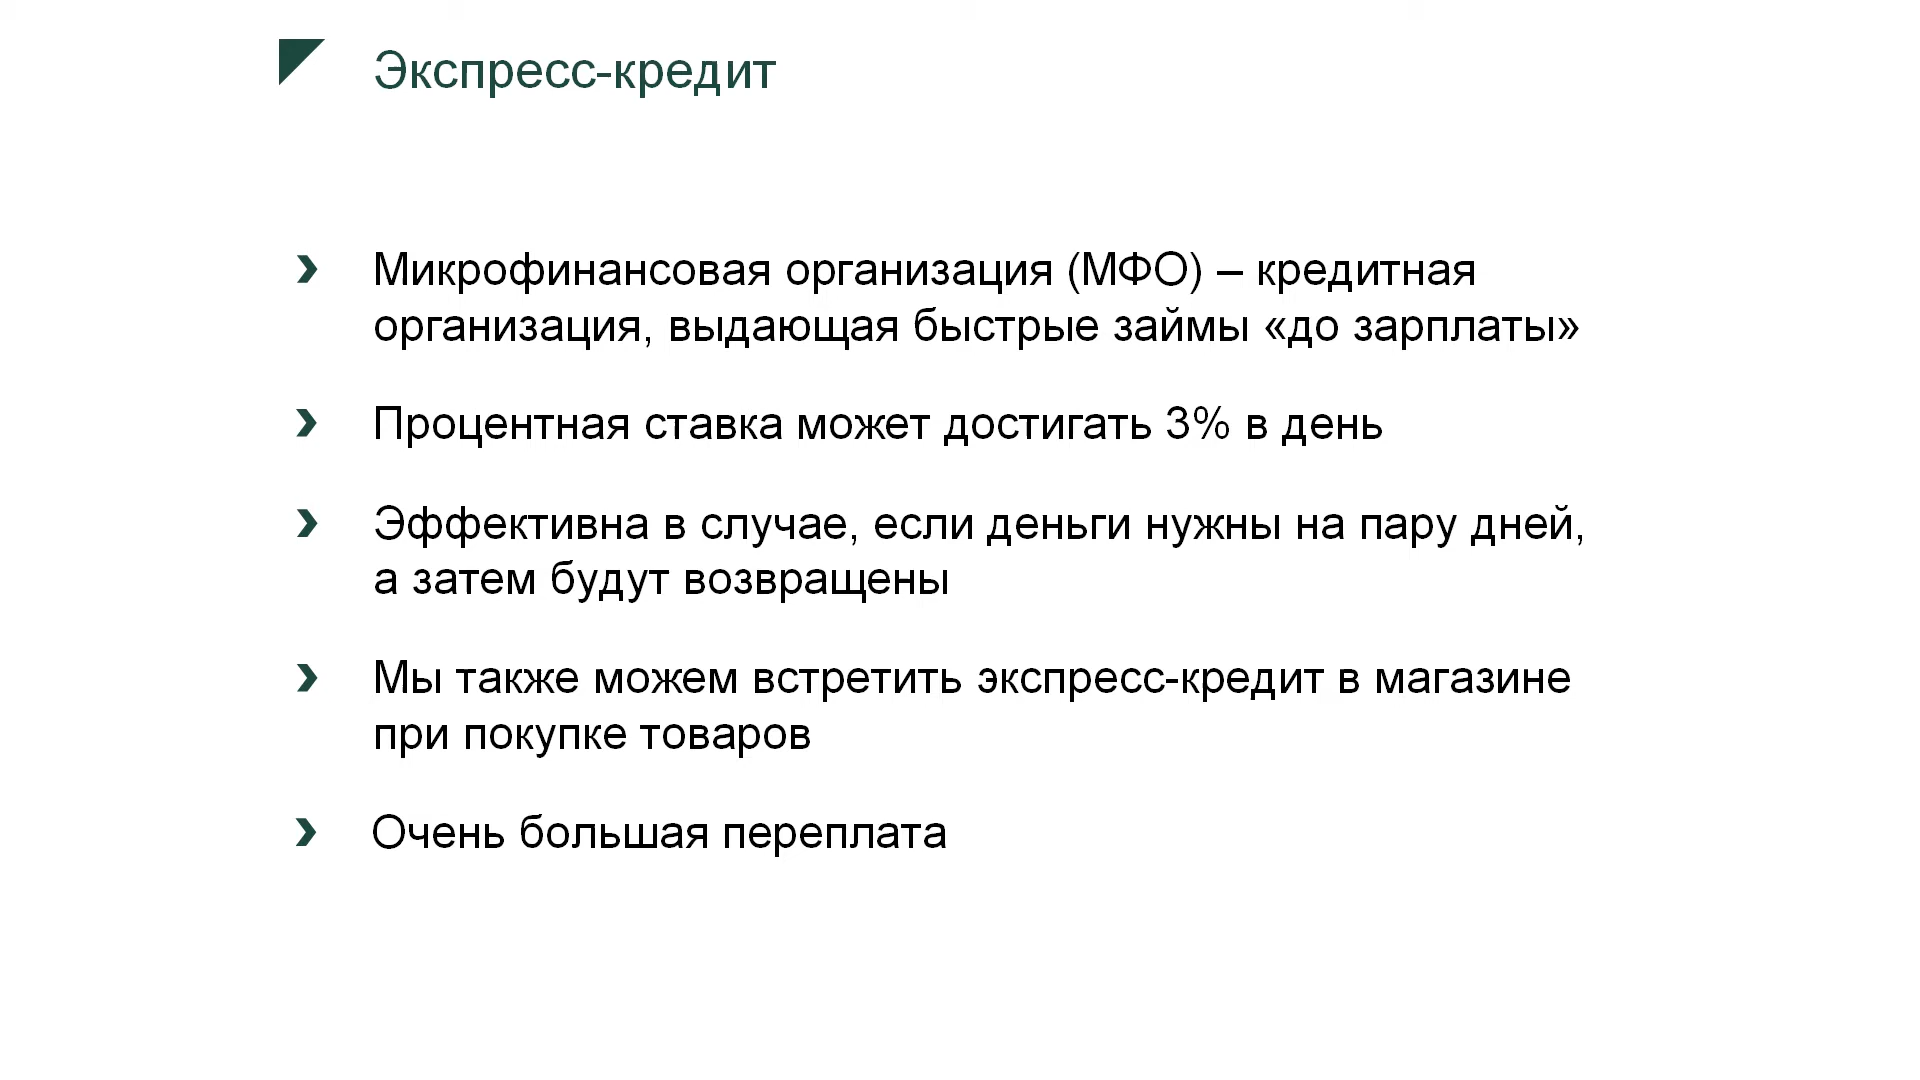 Экспресс-кредит
Микрофинансовая организация (МФО) – кредитная
организация, выдающая быстрые займы «до зарплаты»
Процентная ставка может достигать 3% в день
Эффективна в случае, если деньги нужны на пару дней,
а затем будут возвращены
Мы также можем встретить экспресс-кредит в магазине
при покупке товаров
Очень большая переплата